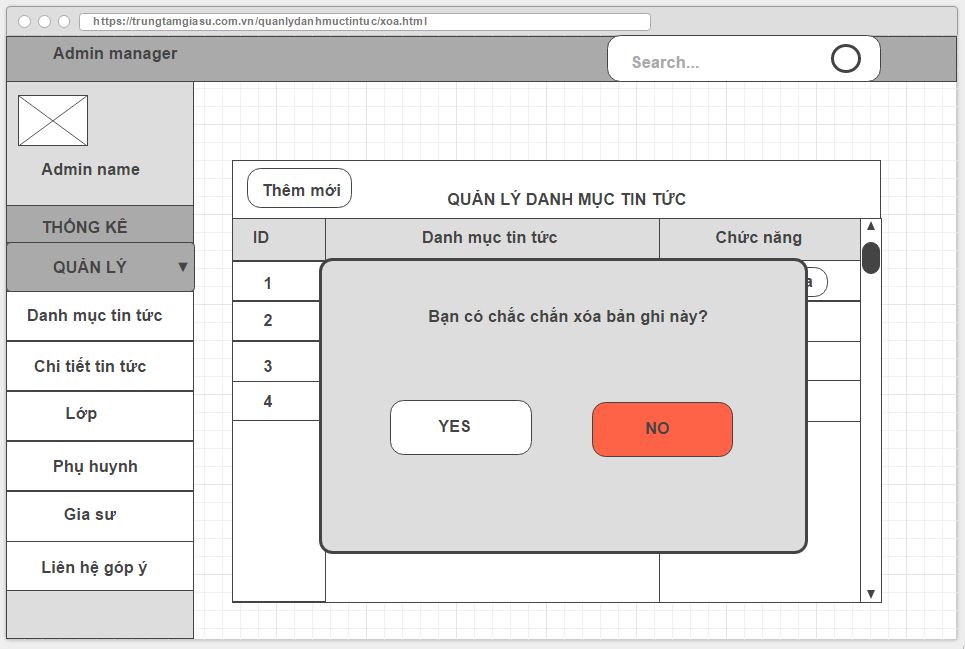 https://trungtamgiasu.com.vn/quanlydanhmuctintuc/xoa.html
Admin manager
Search...
Admin name
THỐNG KÊ
QUẢN LÝ ▼
Danh mục tin tức
Chi tiết tin tức
Lớp
Phụ huynh
Gia sư
Liên hệ góp ý
Thêm mới
QUẢN LÝ DANH MỤC TIN TỨC
ID Danh mục tin tức Chức năng
1
2
3
4
Bạn có chắc chắn xóa bản ghi này?
YES NO